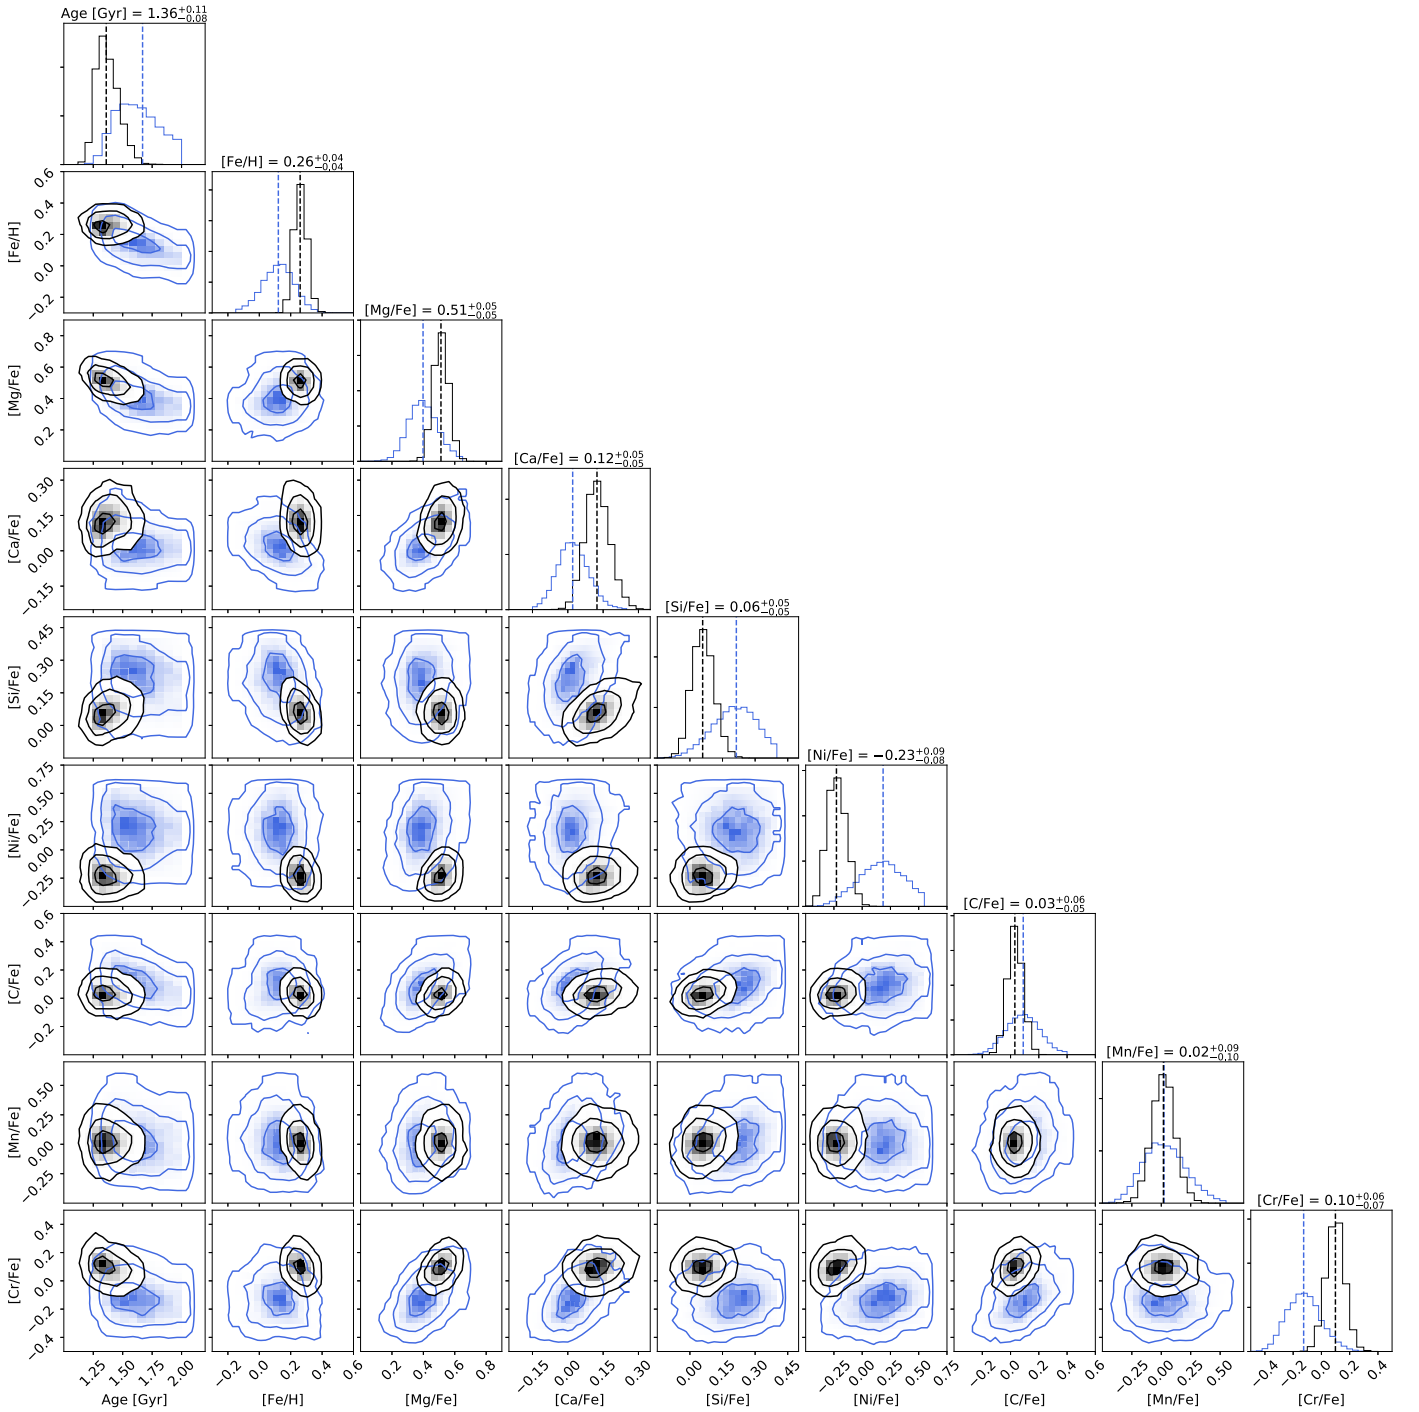 Age [Gyr] = 1.36+0.11−0.08
[Fe/H] = 0.26+0.04−0.04
0.6
0.4
0.2
0.0
−0.2
[Fe/H]
[Mg/Fe] = 0.51+0.05−0.05
0.8
0.6
0.4
0.2
[Mg/Fe]
[Ca/Fe] = 0.12+0.05−0.05
0.30
0.15
0.00
−0.15
[Ca/Fe]
[Si/Fe] = 0.06+0.05−0.05
0.45
0.30
0.15
0.00
[Si/Fe]
[Ni/Fe] = −0.23+0.09−0.08
0.75
0.50
0.25
0.00
−0.25
[Ni/Fe]
[C/Fe] = 0.03+0.06−0.05
0.6
0.4
0.2
0.0
−0.2
[C/Fe]
[Mn/Fe] = 0.02+0.09−0.10
0.50
0.25
0.00
−0.25
[Mn/Fe]
[Cr/Fe] = 0.10+0.06−0.07
0.4
0.2
0.0
−0.2
−0.4
[Cr/Fe]
1.25 1.50 1.75 2.00 −0.2 0.0 0.2 0.4 0.6 0.2 0.4 0.6 0.8 −0.15 0.00 0.15 0.30 0.00 0.15 0.30 0.45 −0.25 0.00 0.25 0.50 0.75 −0.2 0.0 0.2 0.4 0.6 −0.25 0.00 0.25 0.50 −0.4 −0.2 0.0 0.2 0.4
Age [Gyr] [Fe/H] [Mg/Fe] [Ca/Fe] [Si/Fe] [Ni/Fe] [C/Fe] [Mn/Fe] [Cr/Fe]